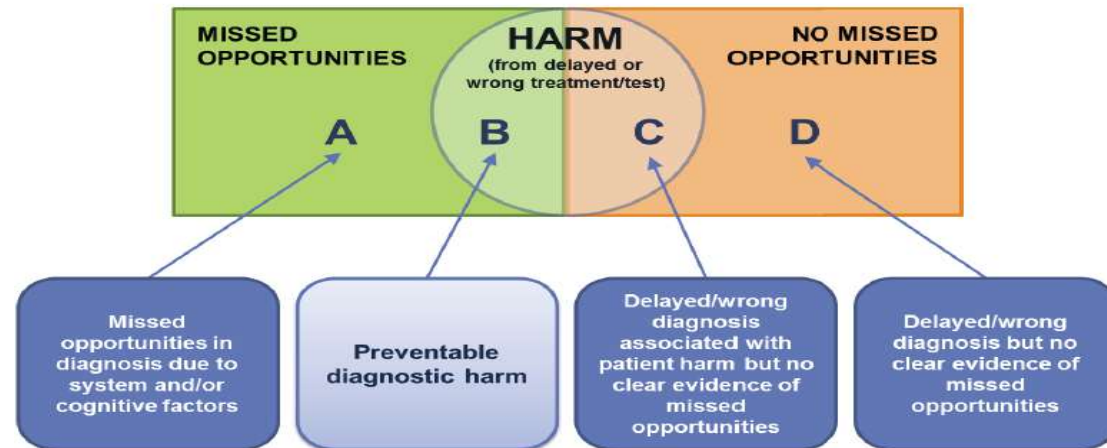 MISSED
OPPORTUNITIES
HARM
(from delayed or
wrong treatment/test)
NO MISSED
OPPORTUNITIES
A
B
C
D
Missed
opportunities in
diagnosis due to
system and/or
cognitive factors
Preventable
diagnostic harm
Delayed/wrong
diagnosis
associated with
patient harm but no
clear evidence of
missed
opportunities
Delayed/wrong
diagnosis but no
clear evidence of
missed
opportunities